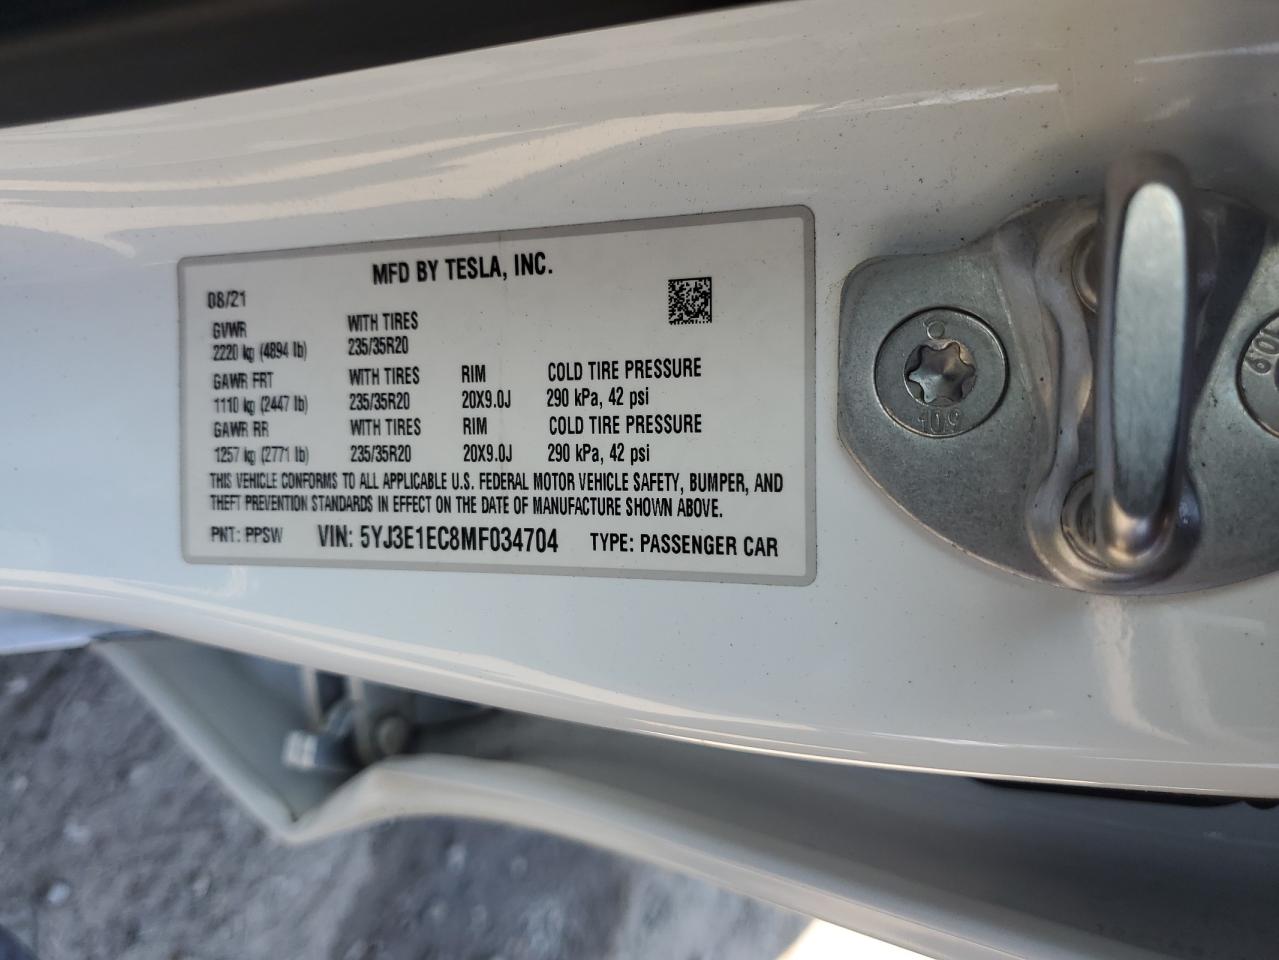 MFD BY TESLA, INC.
08/21
GVWR WITH TIRES
2220 kg (4894 lb) 235/35R20
GAWR FRT WITH TIRES RIM COLD TIRE PRESSURE
1110 kg (2447 lb) 235/35R20 20X9.0J 290 kPa, 42 psi
GAWR RR WITH TIRES RIM COLD TIRE PRESSURE
1257 kg (2771 lb) 235/35R20 20X9.0J 290 kPa, 42 psi
THIS VEHICLE CONFORMS TO ALL APPLICABLE U.S. FEDERAL MOTOR VEHICLE SAFETY, BUMPER, AND
THEFT PREVENTION STANDARDS IN EFFECT ON THE DATE OF MANUFACTURE SHOWN ABOVE.
PNT: PPSW VIN: 5YJ3E1EC8MF034704 TYPE: PASSENGER CAR
10.9
10.9